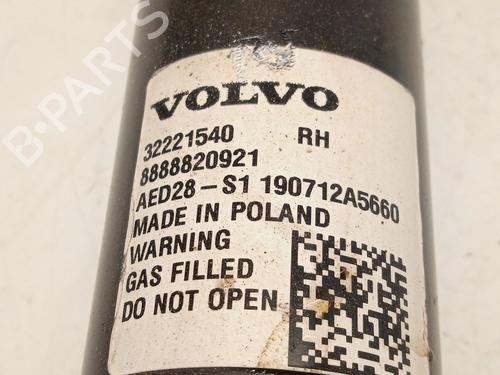 B-PARTS
VOLVO
32221540 RH
8888820921
AED28-S1 190712A5660
MADE IN POLAND
WARNING
GAS FILLED
DO NOT OPEN